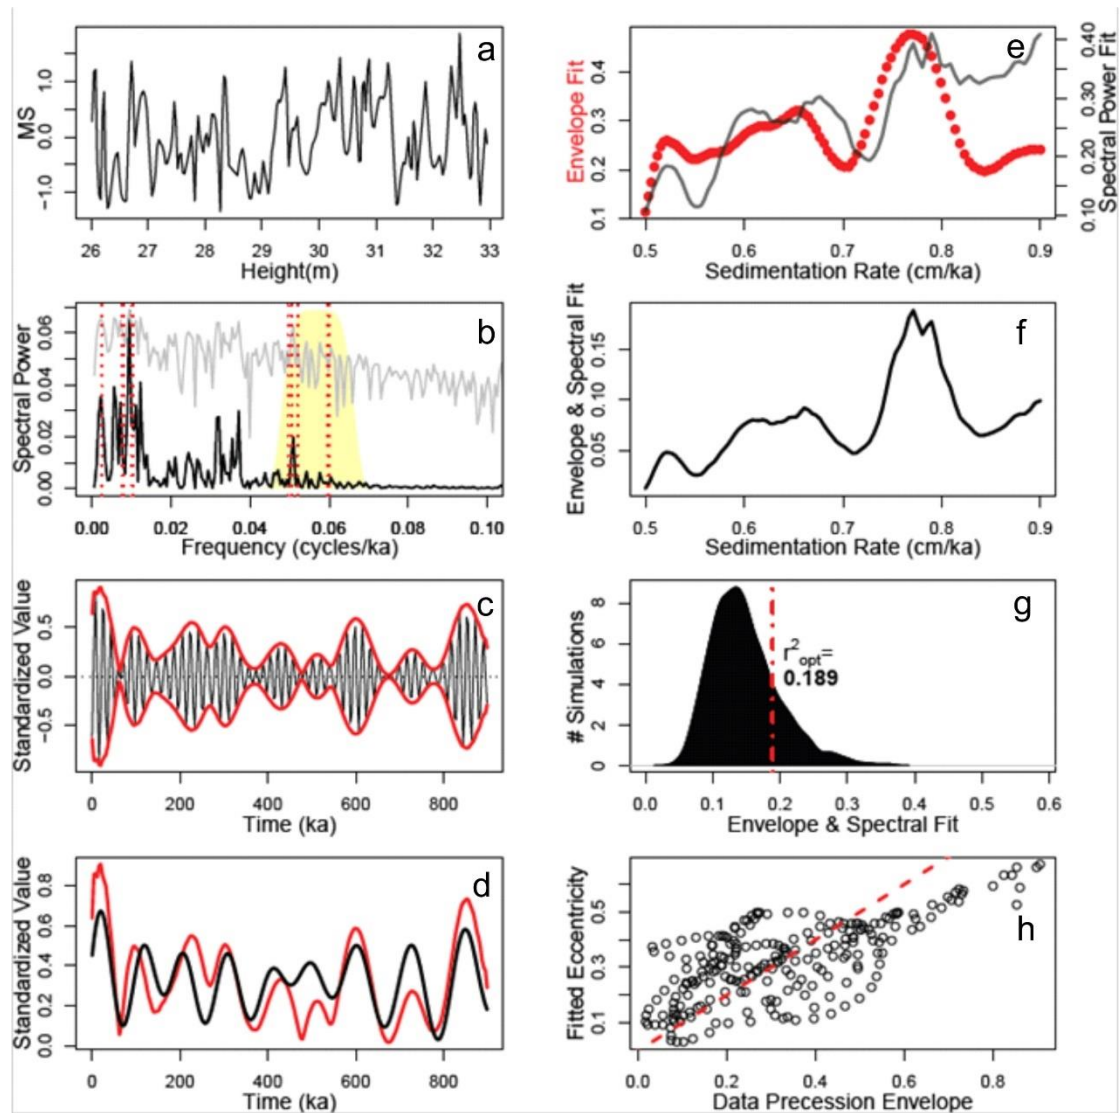 a
MS
1.0
0.0
−1.0
26 27 28 29 30 31 32 33
Height(m)
b
Spectral Power
0.06
0.04
0.02
0.00
0.00 0.02 0.04 0.06 0.08 0.10
Frequency (cycles/ka)
c
Standardized Value
0.5
0.0
−0.5
0 200 400 600 800
Time (ka)
d
Standardized Value
0.8
0.6
0.4
0.2
0.0
0 200 400 600 800
Time (ka)
e
Envelope Fit
0.4
0.3
0.2
0.1
Spectral Power Fit
0.40
0.30
0.20
0.10
0.5 0.6 0.7 0.8 0.9
Sedimentation Rate (cm/ka)
f
Envelope & Spectral Fit
0.15
0.10
0.05
0.5 0.6 0.7 0.8 0.9
Sedimentation Rate (cm/ka)
g
# Simulations
8
6
4
2
0
r²opt=
0.189
0.0 0.1 0.2 0.3 0.4 0.5 0.6
Envelope & Spectral Fit
h
Fitted Eccentricity
0.5
0.3
0.1
0.0 0.2 0.4 0.6 0.8
Data Precession Envelope